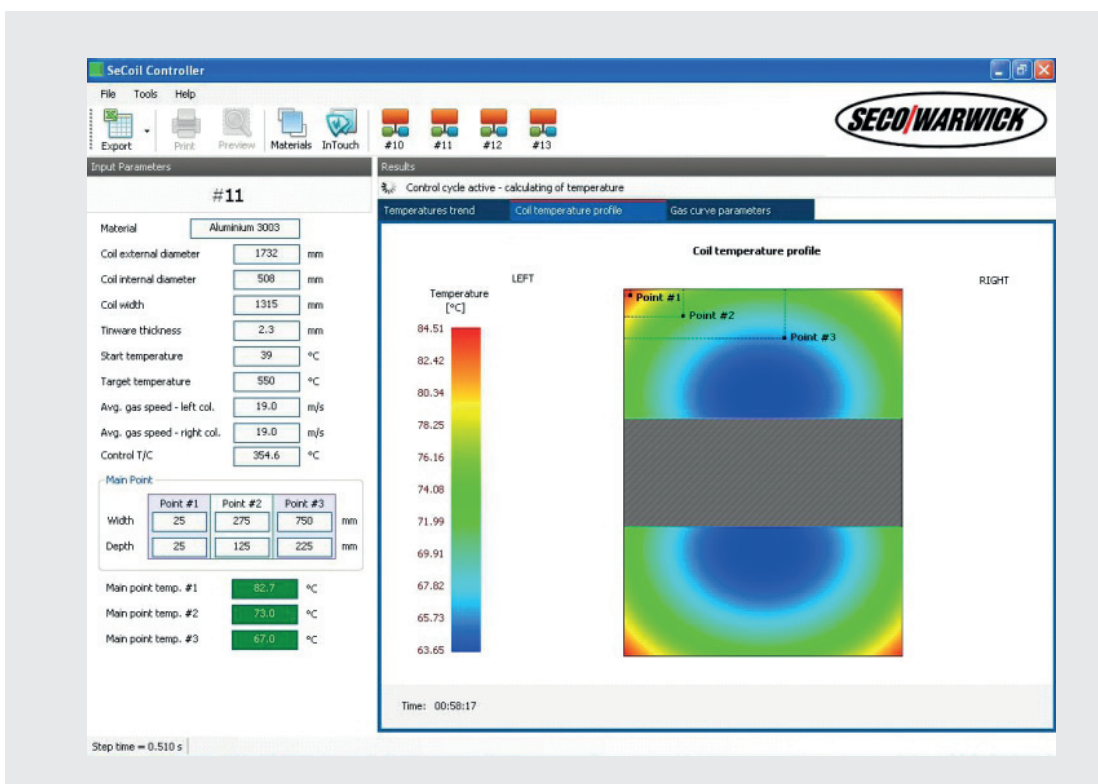 SeCoil Controller
File Tools Help
Export Print Preview Materials InTouch #10 #11 #12 #13
SECO/WARWICK
Input Parameters
#11
Material Aluminium 3003
Coil external diameter 1732 mm
Coil internal diameter 508 mm
Coil width 1315 mm
Tinware thickness 2.3 mm
Start temperature 39 °C
Target temperature 550 °C
Avg. gas speed - left col. 19.0 m/s
Avg. gas speed - right col. 19.0 m/s
Control T/C 354.6 °C
Main Point
Point #1 Point #2 Point #3
Width 25 275 750 mm
Depth 25 125 225 mm
Main point temp. #1 82.7 °C
Main point temp. #2 73.0 °C
Main point temp. #3 67.0 °C
Results
Control cycle active - calculating of temperature
Temperatures trend Coil temperature profile Gas curve parameters
Coil temperature profile
LEFT RIGHT
Temperature
[°C]
84.51
82.42
80.34
78.25
76.16
74.08
71.99
69.91
67.82
65.73
63.65
Point #1
Point #2
Point #3
Time: 00:58:17
Step time = 0.510 s